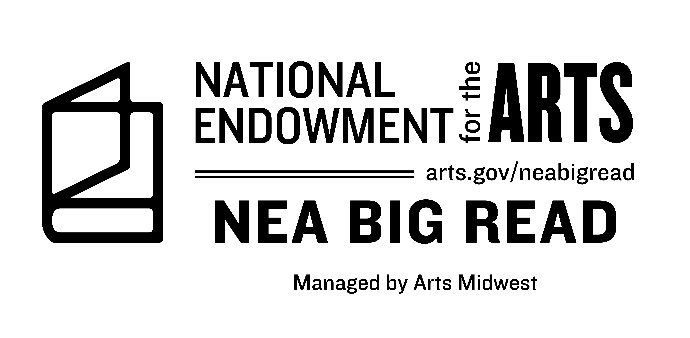 NATIONAL
ENDOWMENT for the ARTS
arts.gov/neabigread
NEA BIG READ
Managed by Arts Midwest